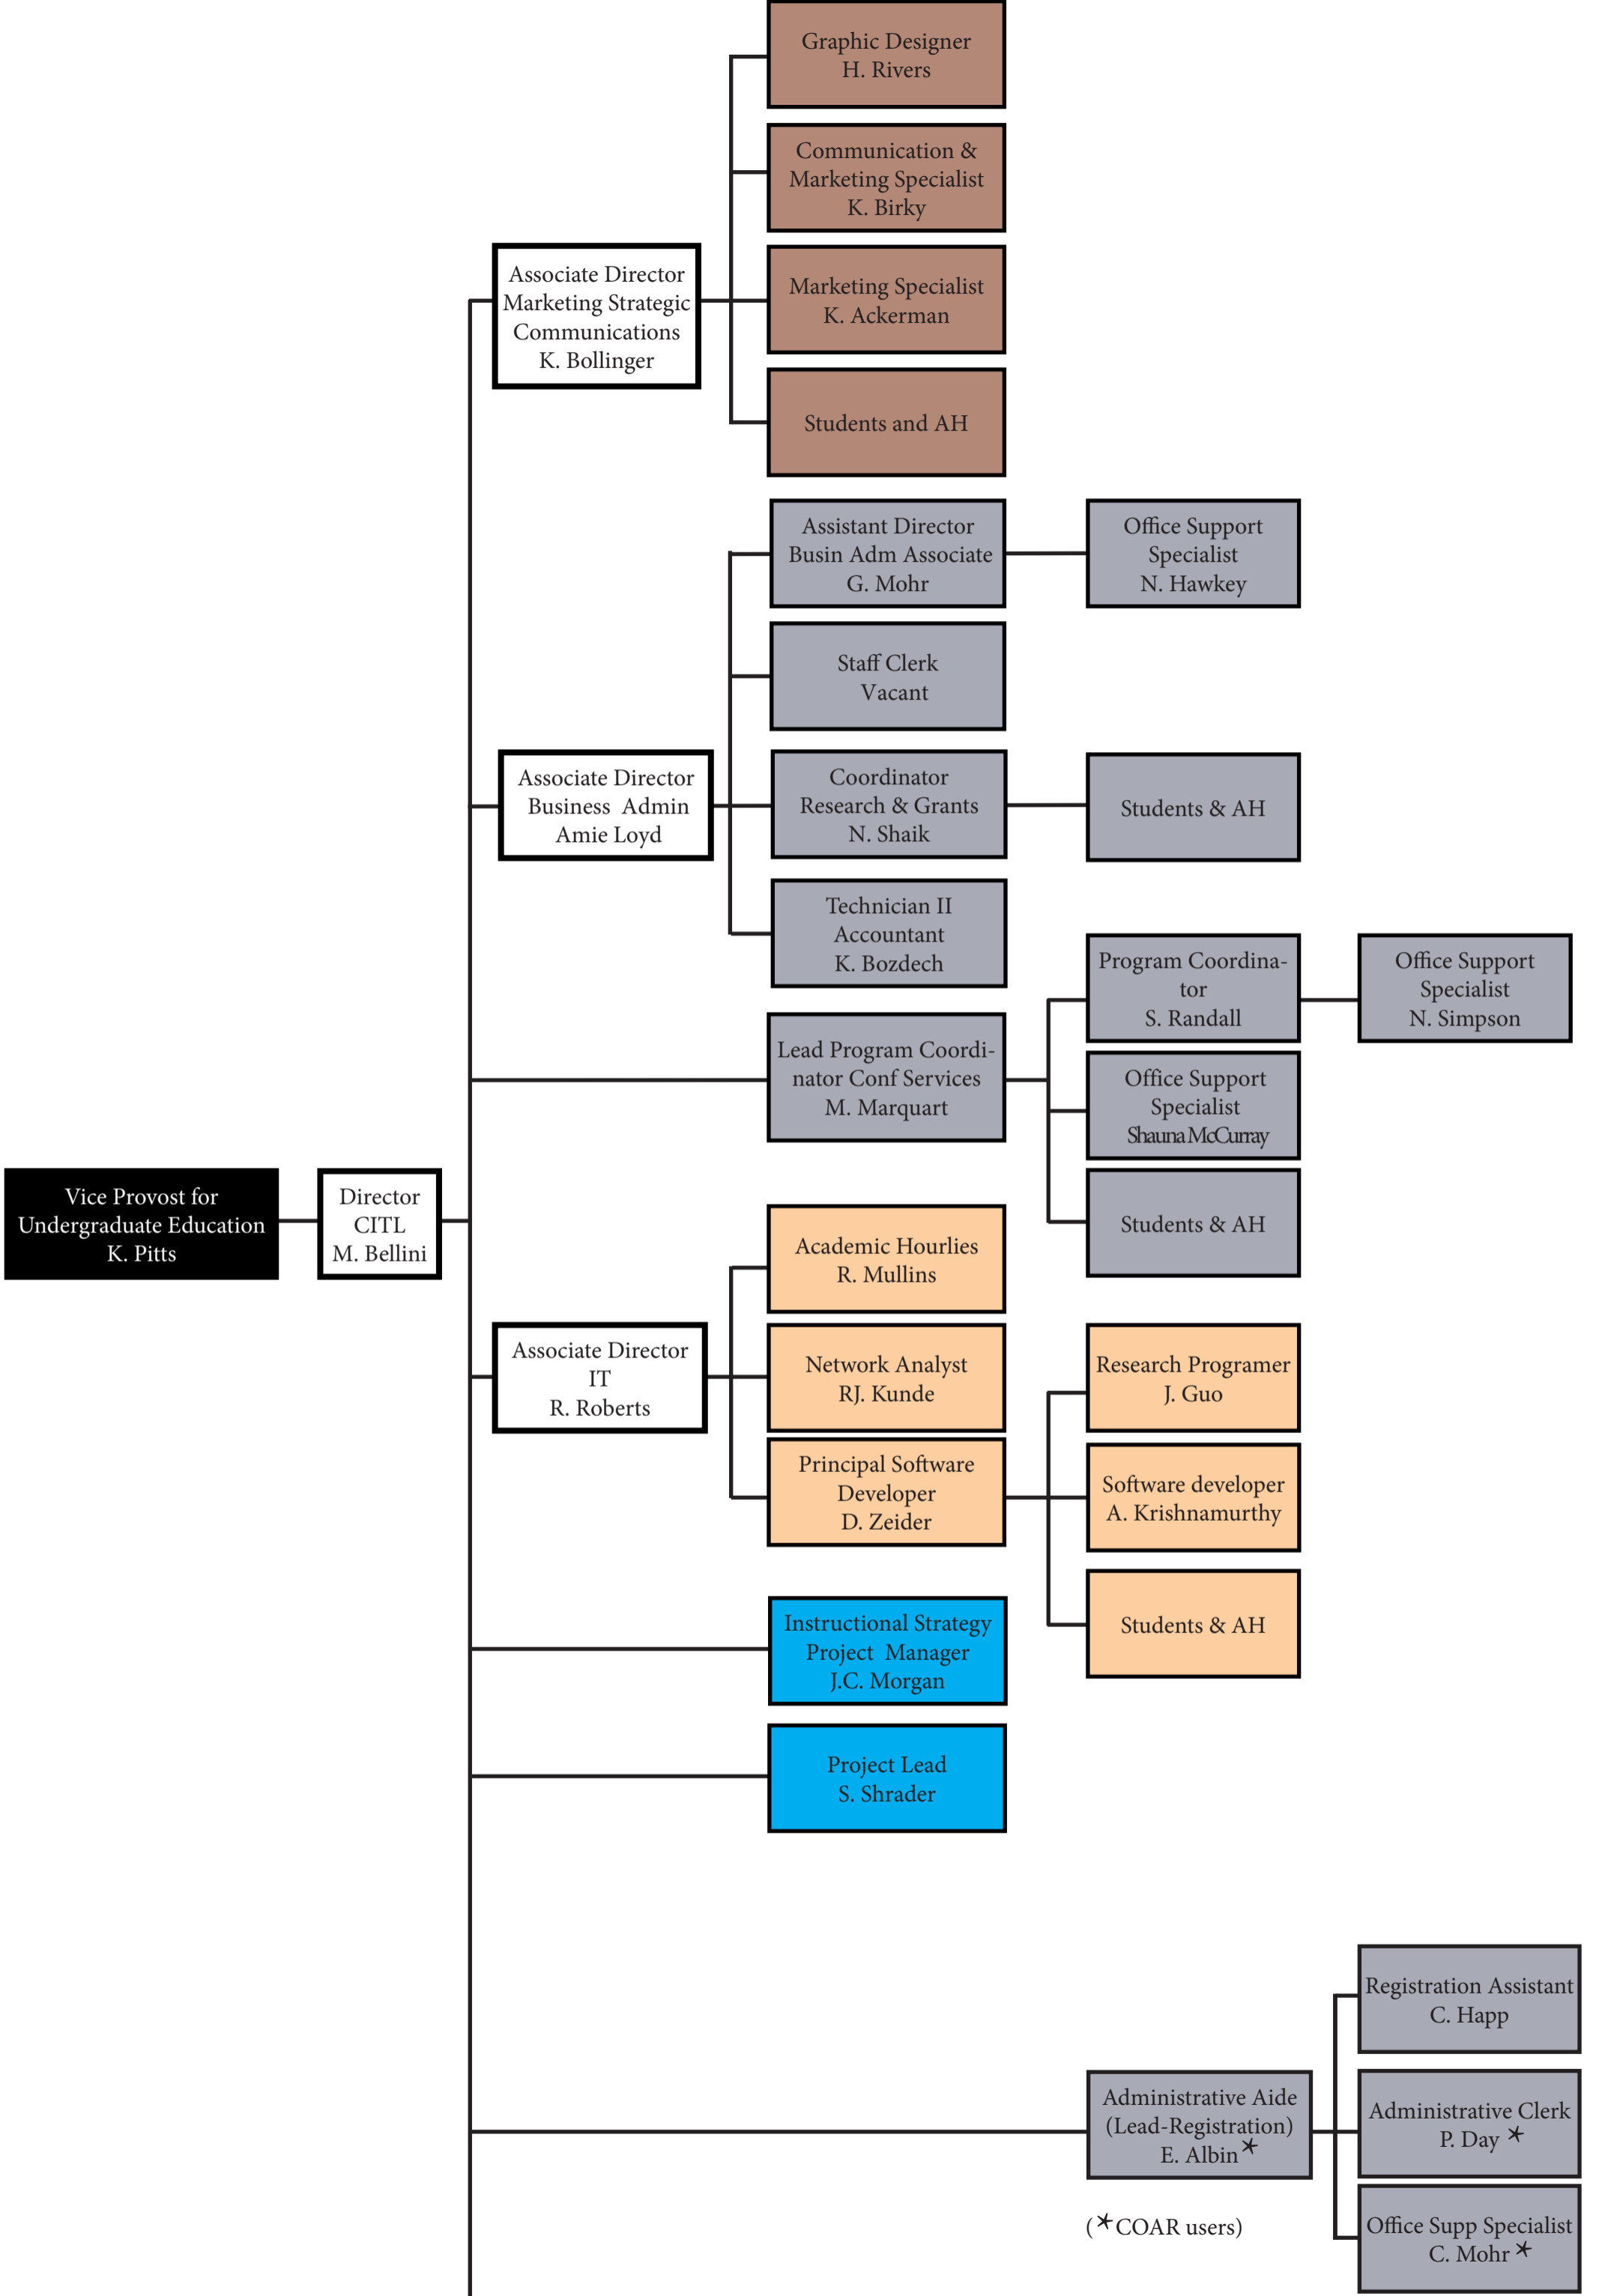 Graphic Designer
H. Rivers
Communication &
Marketing Specialist
K. Birky
Marketing Specialist
K. Ackerman
Students and AH
Associate Director
Marketing Strategic
Communications
K. Bollinger
Assistant Director
Busin Adm Associate
G. Mohr
Office Support
Specialist
N. Hawkey
Staff Clerk
Vacant
Associate Director
Business Admin
Amie Loyd
Coordinator
Research & Grants
N. Shaik
Students & AH
Technician II
Accountant
K. Bozdech
Lead Program Coordi-
nator Conf Services
M. Marquart
Program Coordina-
tor
S. Randall
Office Support
Specialist
N. Simpson
Office Support
Specialist
Shauna McCurray
Students & AH
Vice Provost for
Undergraduate Education
K. Pitts
Director
CITL
M. Bellini
Associate Director
IT
R. Roberts
Academic Hourlies
R. Mullins
Network Analyst
RJ. Kunde
Principal Software
Developer
D. Zeider
Research Programer
J. Guo
Software developer
A. Krishnamurthy
Students & AH
Instructional Strategy
Project Manager
J.C. Morgan
Project Lead
S. Shrader
Administrative Aide
(Lead-Registration)
E. Albin*
(*COAR users)
Registration Assistant
C. Happ
Administrative Clerk
P. Day *
Office Supp Specialist
C. Mohr *